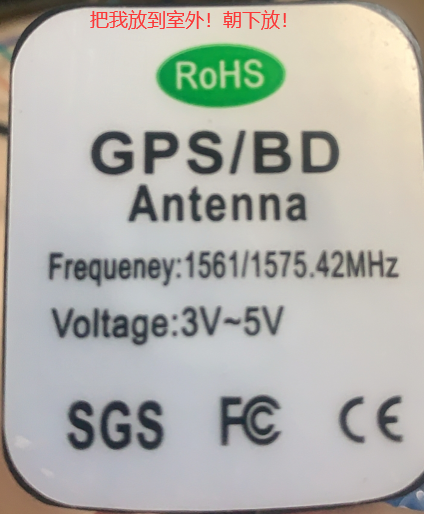 把我放到室外！朝下放！
RoHS
GPS/BD
Antenna
Frequeney:1561/1575.42MHz
Voltage:3V~5V
SGS FC CE